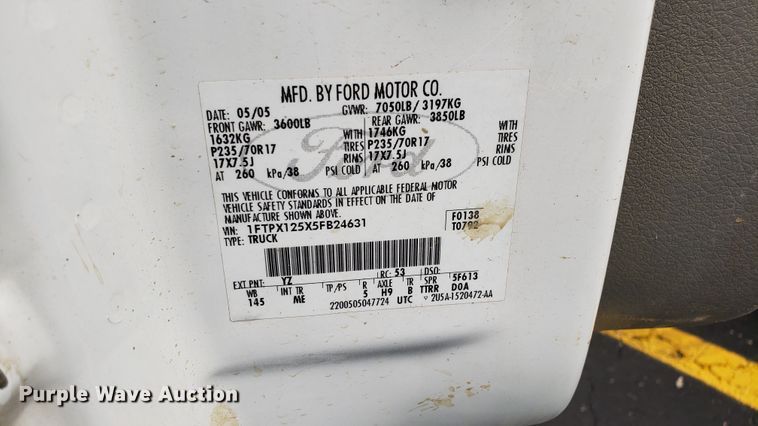 MFD. BY FORD MOTOR CO.
DATE: 05/05 GVWR: 7050LB/ 3197KG
FRONT GAWR: 3600LB REAR GAWR: 3850LB
1632KG WITH 1746KG WITH
P235/70R17 TIRES P235/70R17 TIRES
17X7.5J RIMS 17X7.5J RIMS
AT 260 kPa/38 PSI COLD AT 260 kPa/38 PSI COLD
Ford
THIS VEHICLE CONFORMS TO ALL APPLICABLE FEDERAL MOTOR
VEHICLE SAFETY STANDARDS IN EFFECT ON THE DATE OF
MANUFACTURE SHOWN ABOVE.
VIN: 1FTPX125X5FB24631 F0138
TYPE: TRUCK T0702
EXT PNT: YZ RC: 53 DSO:
WB INT TR TP/PS R AXLE TR SPR 5F613
145 ME 5 H9 B TTRR D0A
2200505047724 UTC 2U5A-1520472-AA
Purple Wave Auction